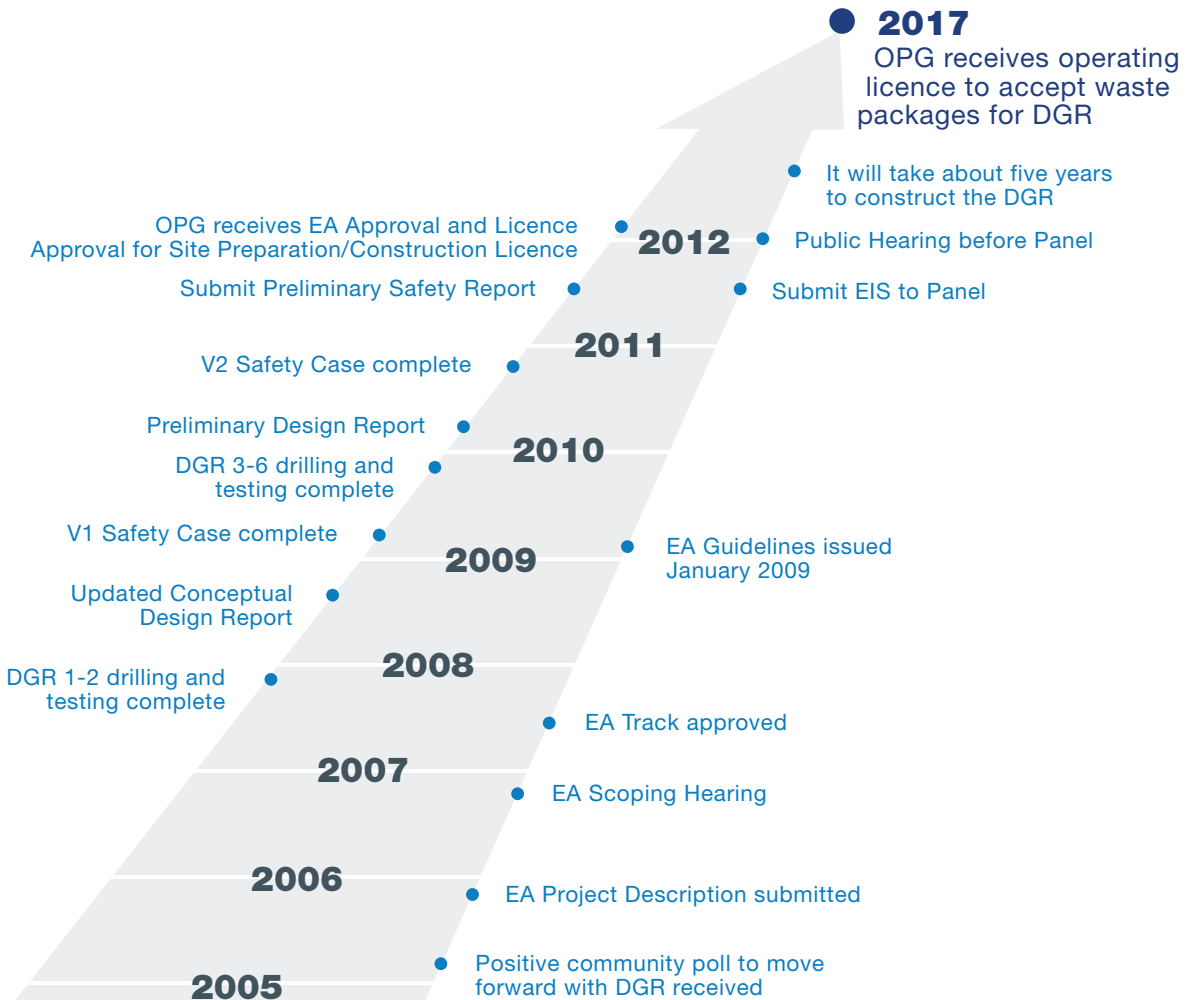 2017
OPG receives operating
licence to accept waste
packages for DGR
It will take about five years
to construct the DGR
OPG receives EA Approval and Licence
Approval for Site Preparation/Construction Licence
2012
Public Hearing before Panel
Submit Preliminary Safety Report
Submit EIS to Panel
2011
V2 Safety Case complete
Preliminary Design Report
2010
DGR 3-6 drilling and
testing complete
V1 Safety Case complete
EA Guidelines issued
January 2009
2009
Updated Conceptual
Design Report
2008
DGR 1-2 drilling and
testing complete
EA Track approved
2007
EA Scoping Hearing
2006
EA Project Description submitted
Positive community poll to move
forward with DGR received
2005